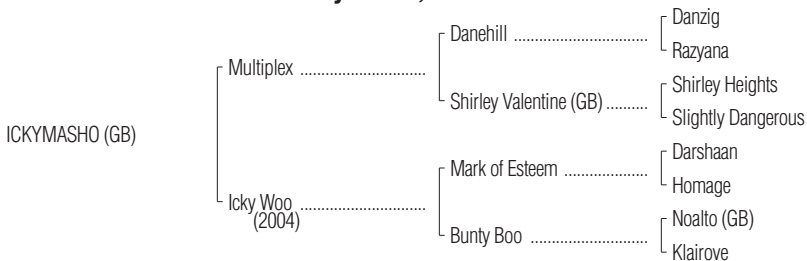 Danzig
Danehill ..............................
Razyana
Multiplex ............................
Shirley Heights
Shirley Valentine (GB) ..........
Slightly Dangerous
ICKYMASHO (GB)
Darshaan
Mark of Esteem ..................
Homage
Icky Woo ............................
(2004)
Noalto (GB)
Bunty Boo .........................
Klairove